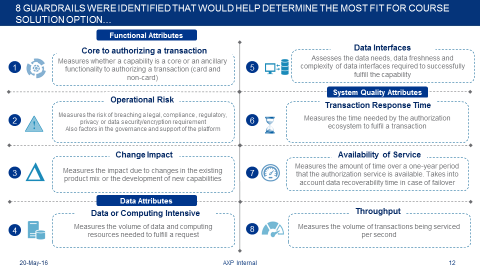 8 GUARDRAILS WERE IDENTIFIED THAT WOULD HELP DETERMINE THE MOST FIT FOR COURSE
SOLUTION OPTION…
Functional Attributes
1
Core to authorizing a transaction
Measures whether a capability is a core or an ancillary
functionality to authorizing a transaction (card and
non-card)
2
Operational Risk
Measures the risk of breaching a legal, compliance, regulatory,
privacy or data security/encryption requirement
Also factors in the governance and support of the platform
3
Change Impact
Measures the impact due to changes in the existing
product mix or the development of new capabilities
Data Attributes
4
Data or Computing Intensive
Measures the volume of data and computing
resources needed to fulfill a request
5
Data Interfaces
Assesses the data needs, data freshness and
complexity of data interfaces required to successfully
fulfill the capability
System Quality Attributes
6
Transaction Response Time
Measures the time needed by the authorization
ecosystem to fulfil a transaction
7
Availability of Service
Measures the amount of time over a one-year period
that the authorization service is available. Takes into
account data recoverability time in case of failover
8
Throughput
Measures the volume of transactions being serviced
per second
20-May-16
AXP Internal
12